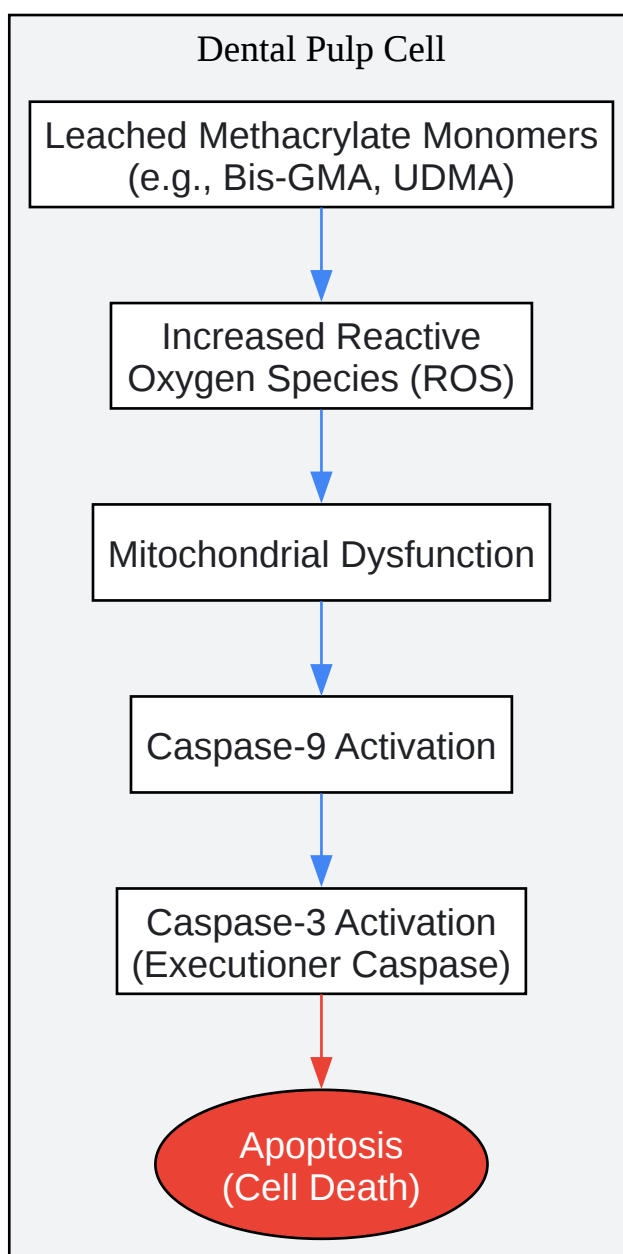 Dental Pulp Cell
Leached Methacrylate Monomers
(e.g., Bis-GMA, UDMA)
Increased Reactive
Oxygen Species (ROS)
Mitochondrial Dysfunction
Caspase-9 Activation
Caspase-3 Activation
(Executioner Caspase)
Apoptosis
(Cell Death)